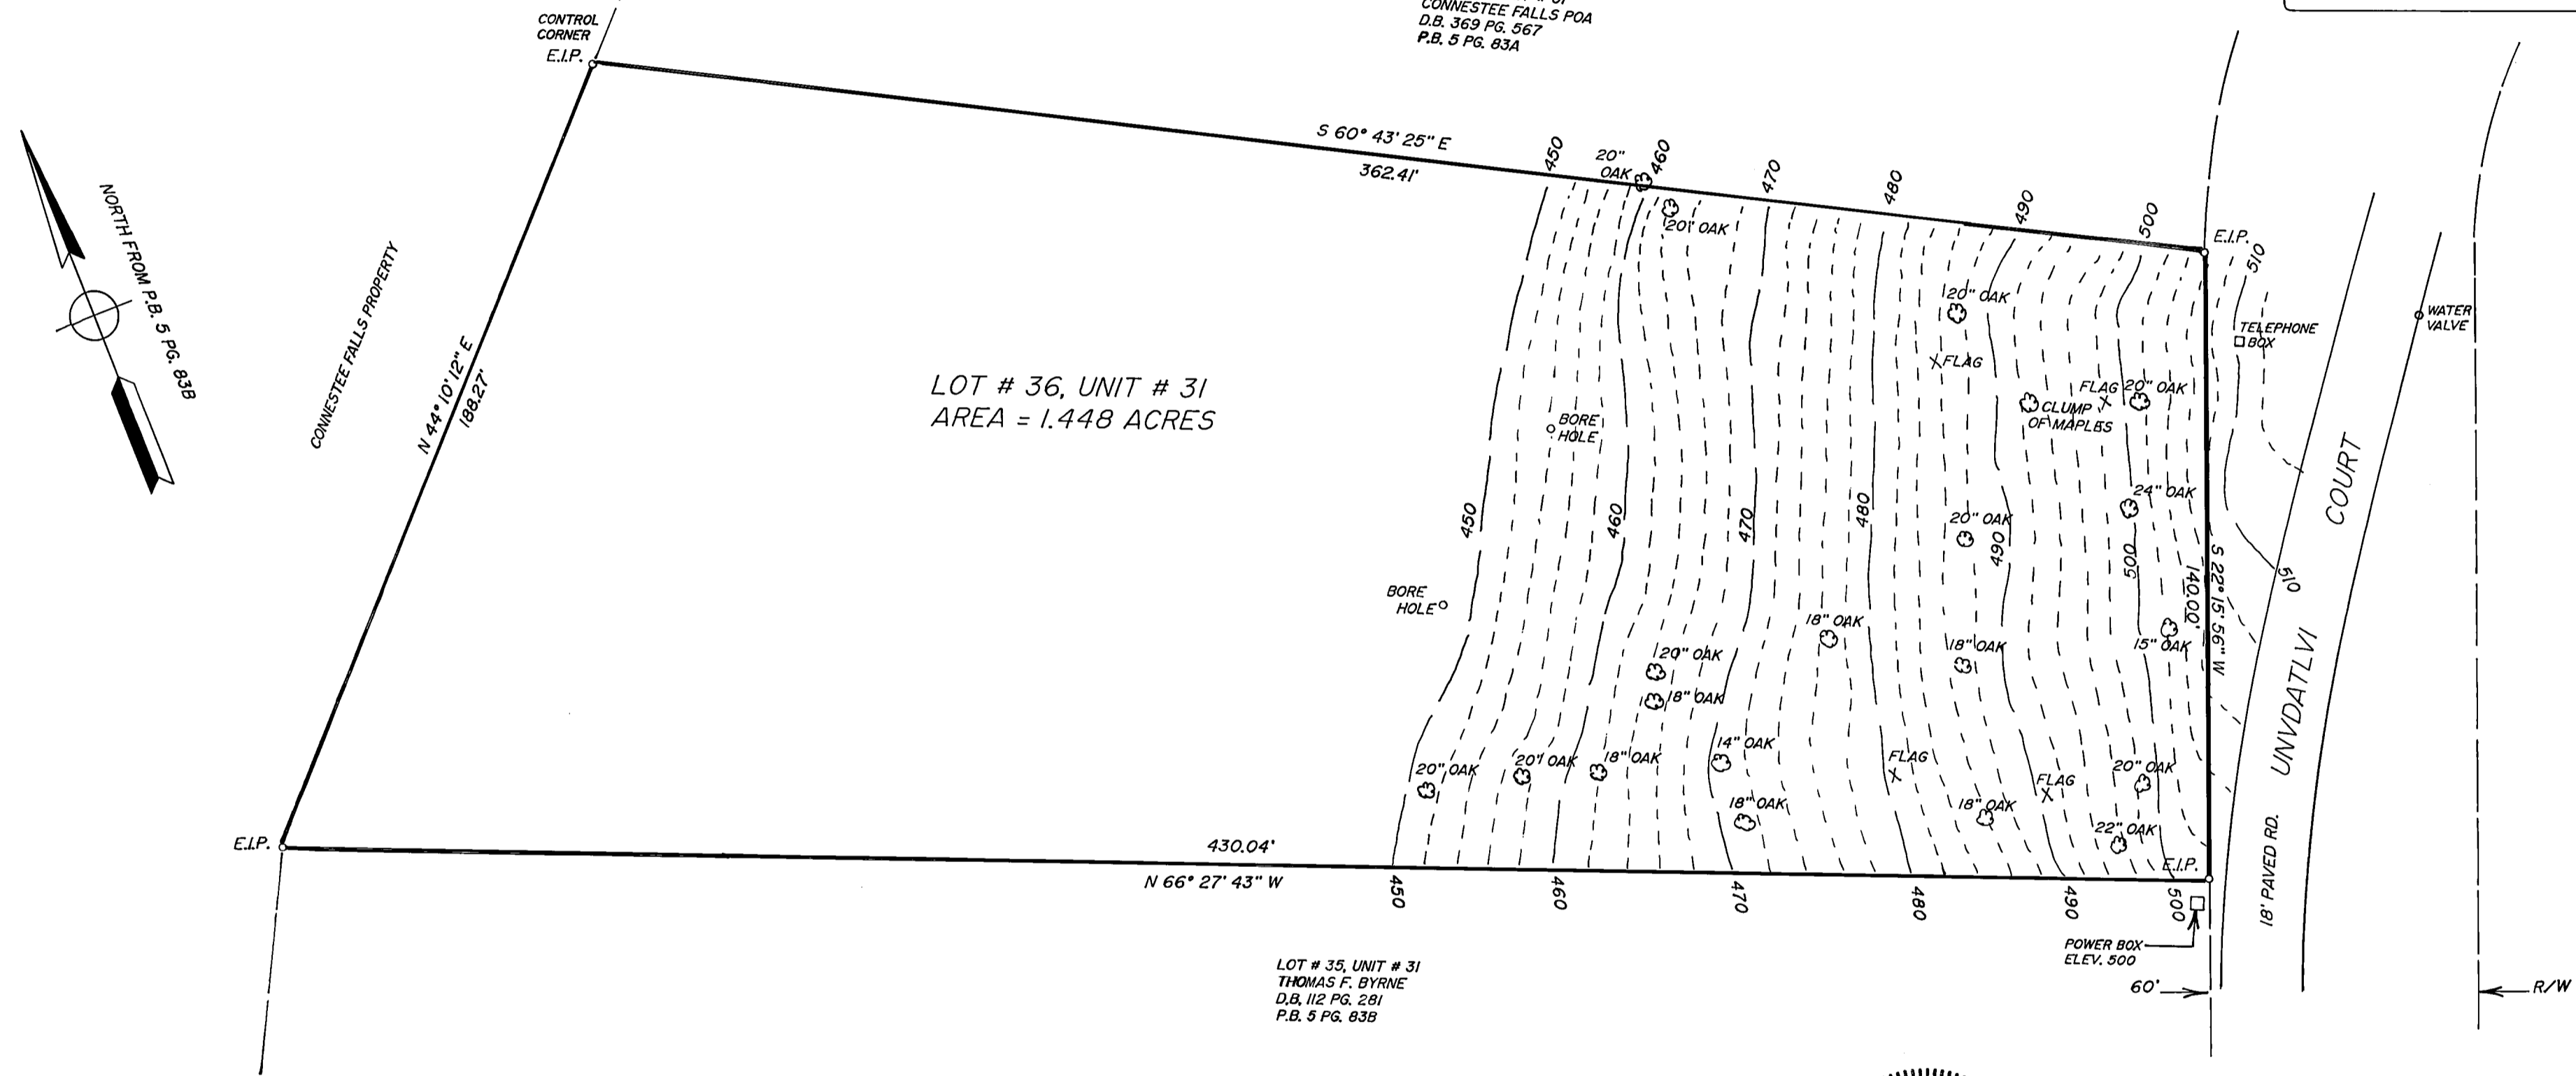 CONNESTEE FALLS POA
D.B. 369 PG. 567
P.B. 5 PG. 83A
CONTROL
CORNER
E.I.P.
NORTH FROM P.B. 5 PG. 83B
CONNESTEE FALLS PROPERTY
N 44° 10' 12" E
188.27'
S 60° 43' 25" E
362.41'
450
20"
OAK
460
470
480
490
500
E.I.P.
510
20" OAK
20" OAK
FLAG
TELEPHONE
BOX
WATER
VALVE
LOT # 36, UNIT # 31
AREA = 1.448 ACRES
FLAG
20" OAK
CLUMP
OF MAPLES
BORE
HOLE
24" OAK
20" OAK
450
460
470
480
490
500
S 22° 15' 56" W
140.00'
510
UNVDATLVI COURT
18' PAVED RD.
BORE
HOLE
18" OAK
15" OAK
18" OAK
20" OAK
18" OAK
14" OAK
FLAG
18" OAK
20" OAK
20" OAK
20" OAK
FLAG
18" OAK
18" OAK
22" OAK
E.I.P.
E.I.P.
430.04'
N 66° 27' 43" W
450
460
470
480
490
500
POWER BOX
ELEV. 500
60'
R/W
LOT # 35, UNIT # 31
THOMAS F. BYRNE
D.B. 112 PG. 281
P.B. 5 PG. 83B